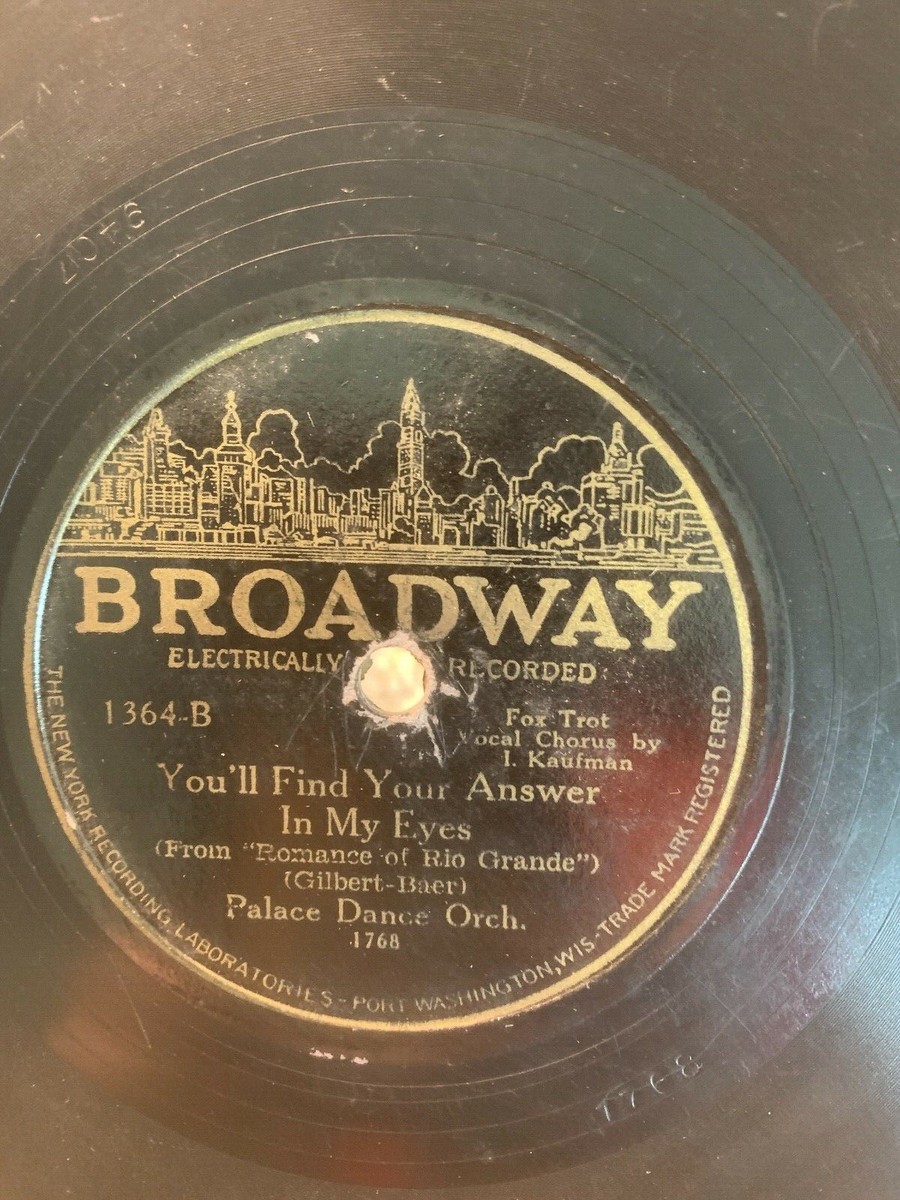 BROADWAY
ELECTRICALLY RECORDED
1364-B
Fox Trot
Vocal Chorus by
I. Kaufman
You'll Find Your Answer
In My Eyes
(From "Romance of Rio Grande")
(Gilbert-Baer)
Palace Dance Orch.
1768
THE NEW YORK RECORDING LABORATORIES - PORT WASHINGTON, WIS - TRADE MARK REGISTERED
1768